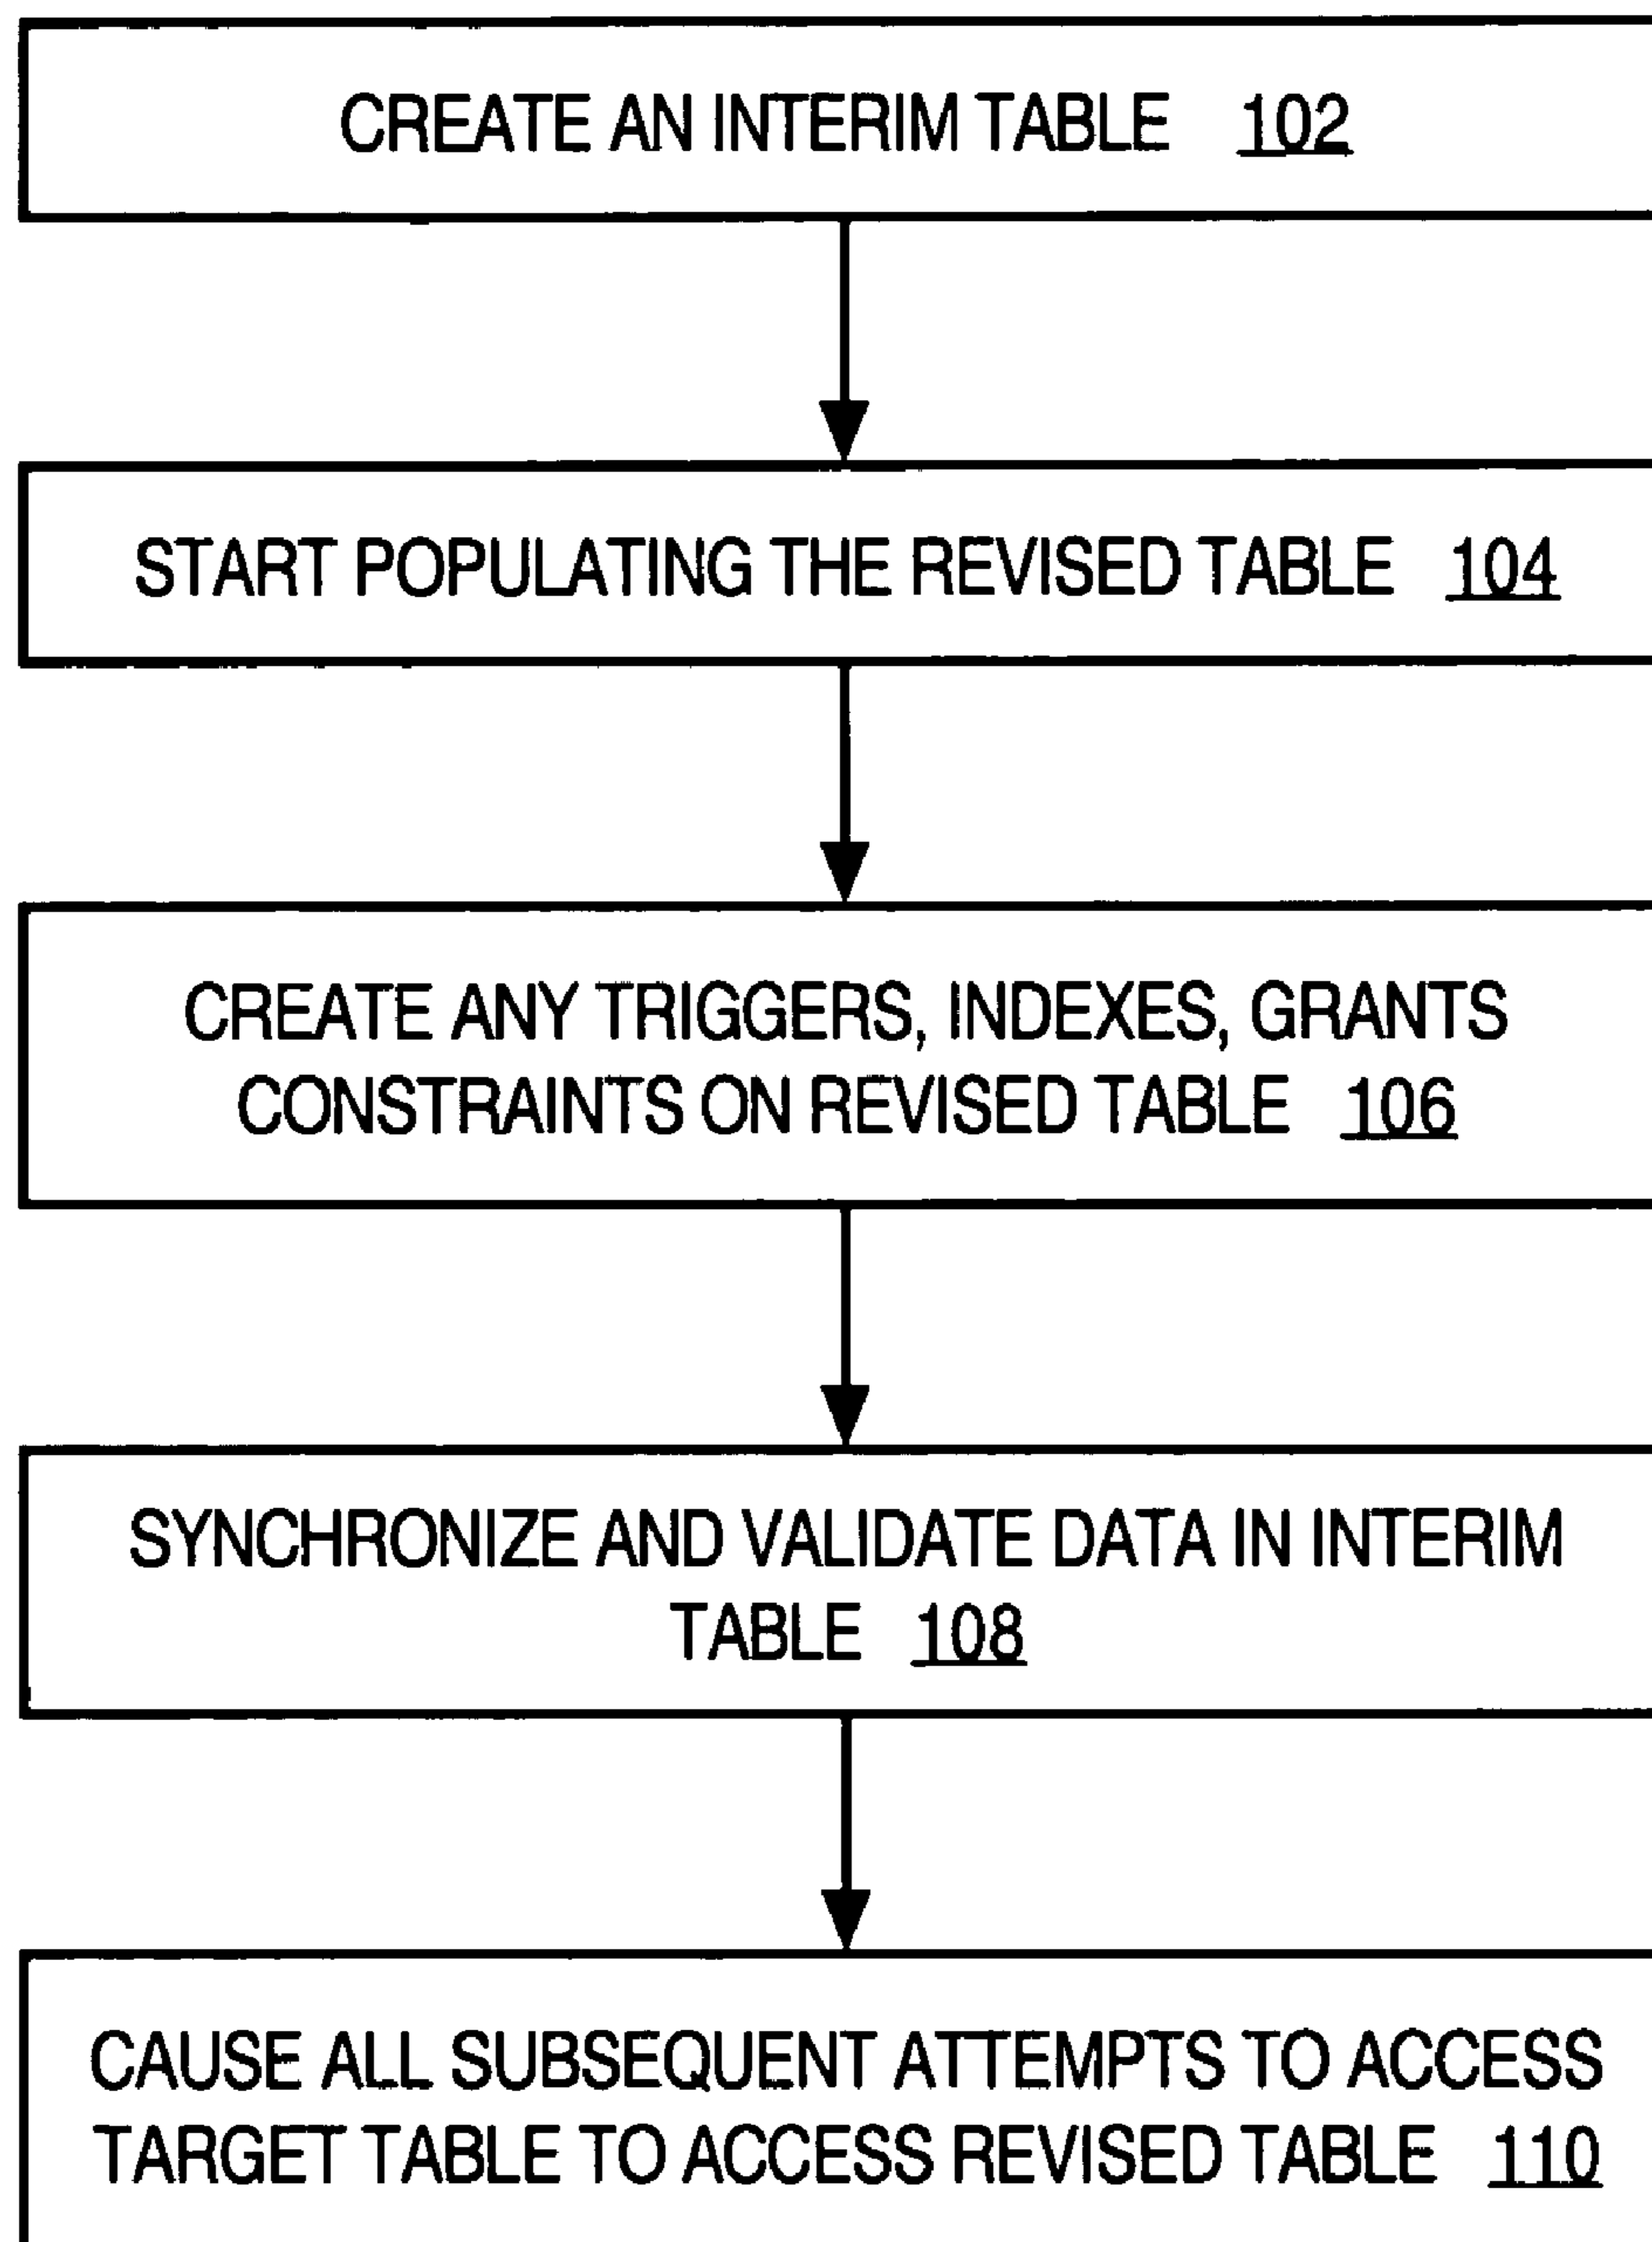 CREATE AN INTERIM TABLE 102
START POPULATING THE REVISED TABLE 104
CREATE ANY TRIGGERS, INDEXES, GRANTS
CONSTRAINTS ON REVISED TABLE 106
SYNCHRONIZE AND VALIDATE DATA IN INTERIM
TABLE 108
CAUSE ALL SUBSEQUENT ATTEMPTS TO ACCESS
TARGET TABLE TO ACCESS REVISED TABLE 110